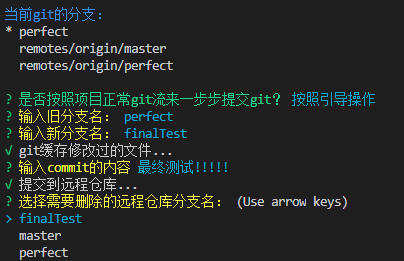 当前git的分支:
* perfect
remotes/origin/master
remotes/origin/perfect
? 是否按照项目正常git流来一步步提交git? 按照引导操作
? 输入旧分支名: perfect
? 输入新分支名: finalTest
√ git缓存修改过的文件...
? 输入commit的内容 最终测试!!!!!
√ 提交到远程仓库...
? 选择需要删除的远程仓库分支名: (Use arrow keys)
> finalTest
master
perfect